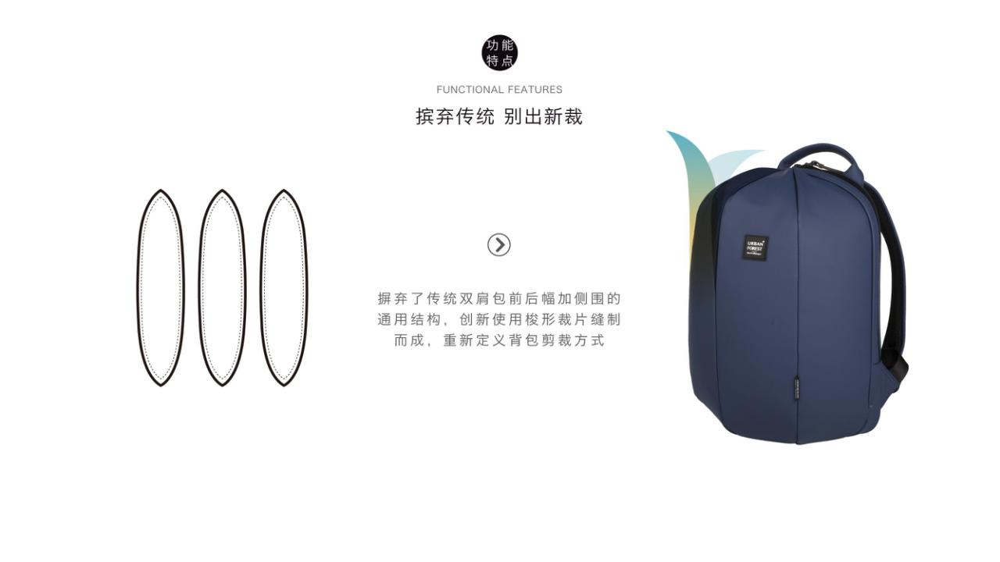 功能
特点
FUNCTIONAL FEATURES
摈弃传统 别出新裁
摒弃了传统双肩包前后幅加侧围的
通用结构，创新使用梭形裁片缝制
而成，重新定义背包剪裁方式
URBAN
FOREST